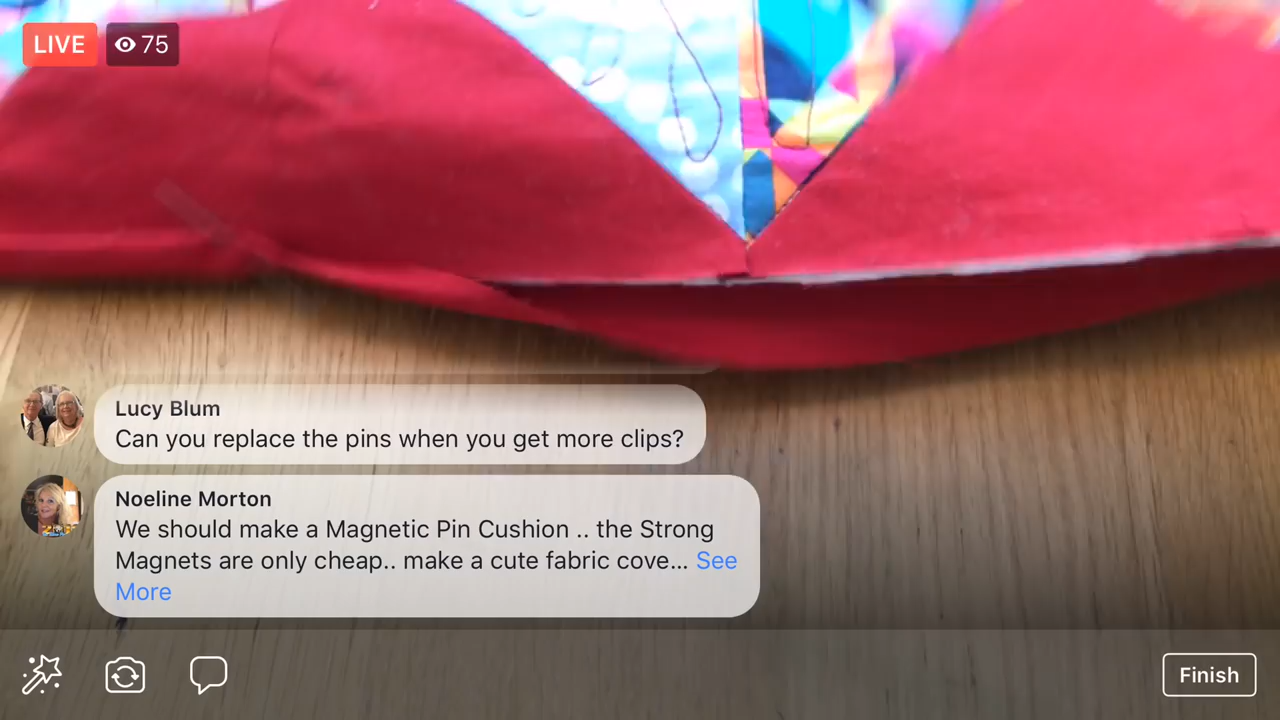 LIVE 75
Lucy Blum
Can you replace the pins when you get more clips?
Noeline Morton
We should make a Magnetic Pin Cushion .. the Strong
Magnets are only cheap.. make a cute fabric cove... See
More
Finish